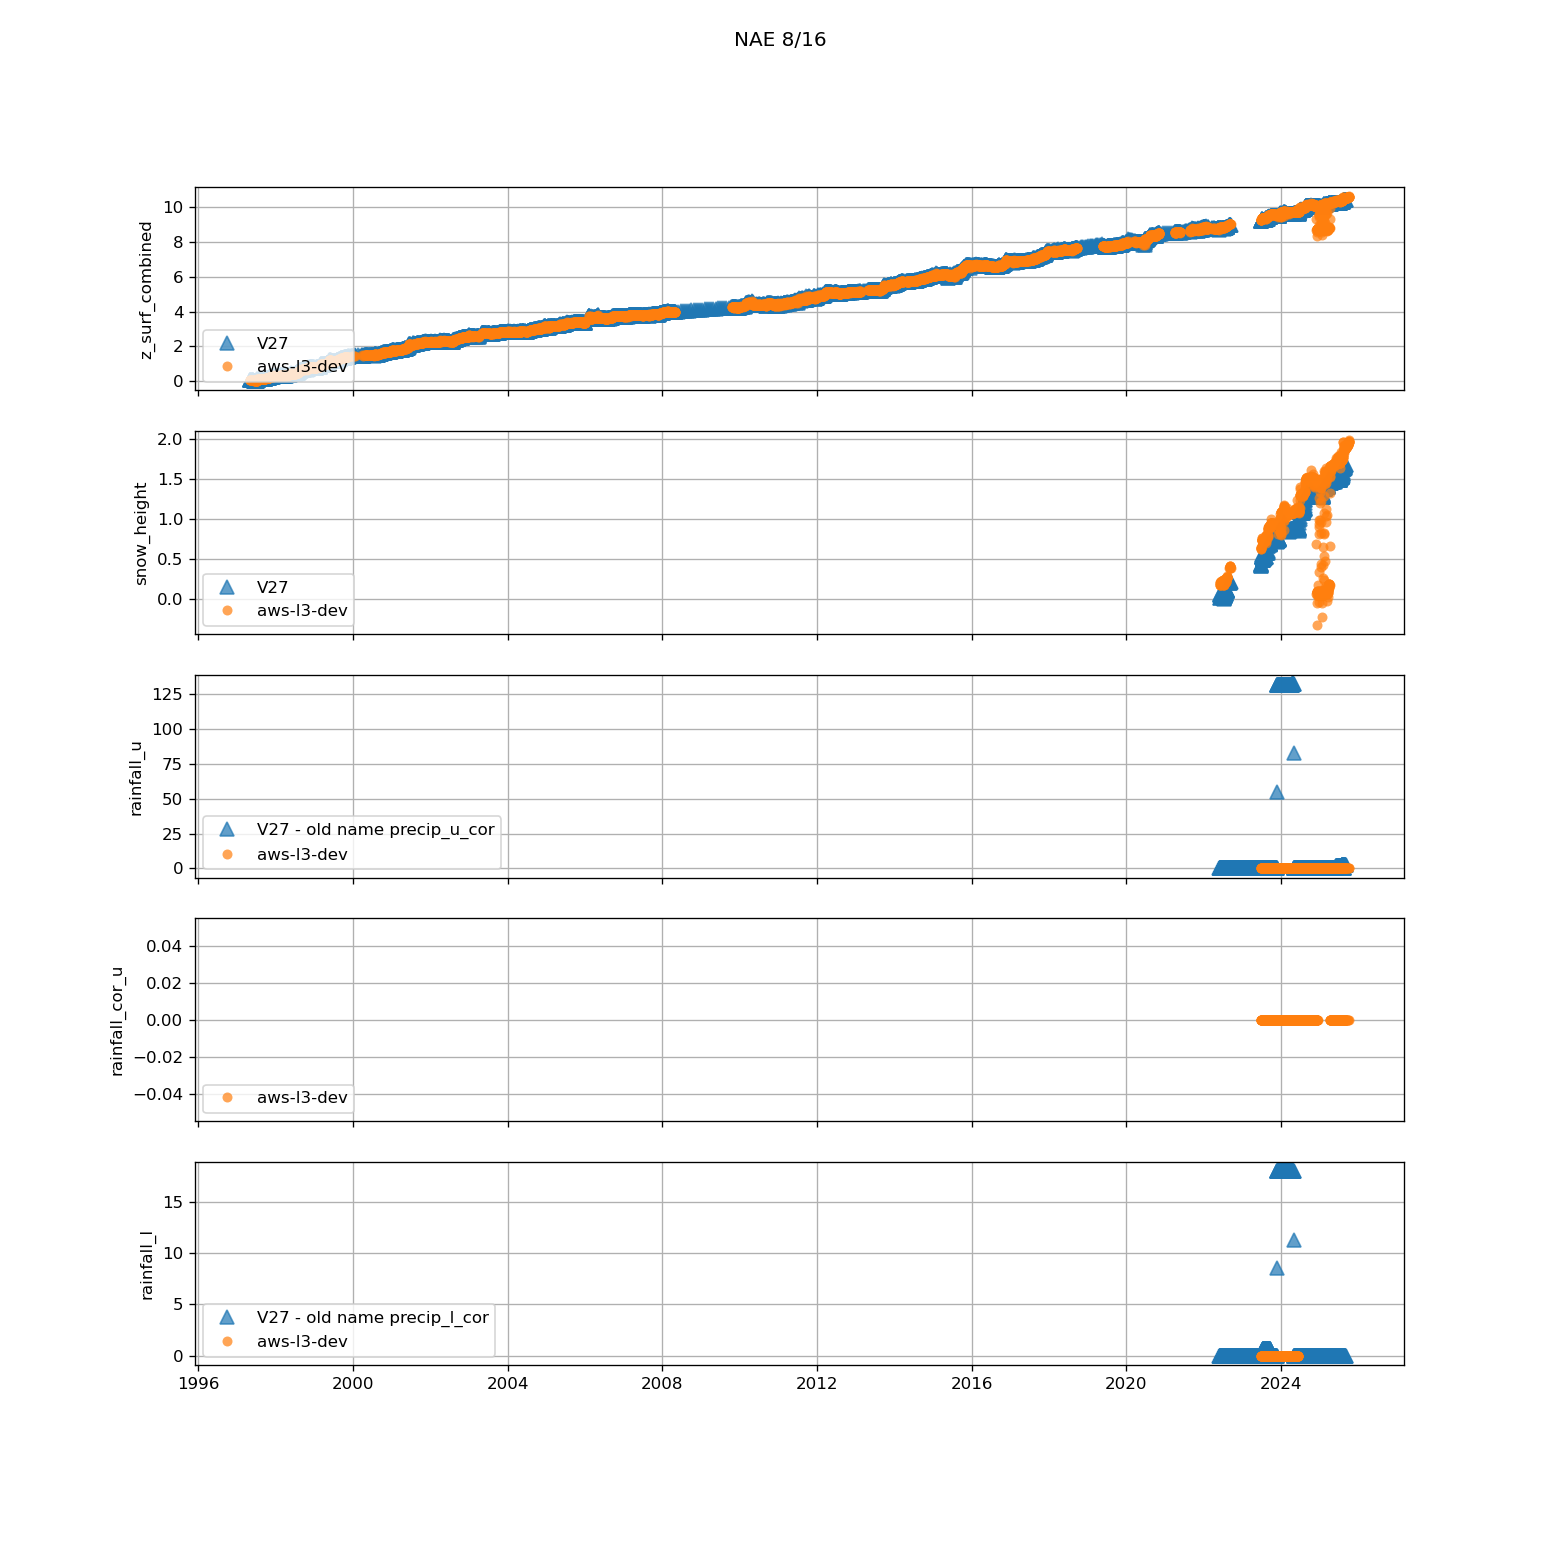 NAE 8/16
10
8
6
4
2
0
z_surf_combined
V27
aws-l3-dev
2.0
1.5
1.0
0.5
0.0
snow_height
V27
aws-l3-dev
125
100
75
50
25
0
rainfall_u
V27 - old name precip_u_cor
aws-l3-dev
0.04
0.02
0.00
−0.02
−0.04
rainfall_cor_u
aws-l3-dev
15
10
5
0
rainfall_l
V27 - old name precip_l_cor
aws-l3-dev
1996 2000 2004 2008 2012 2016 2020 2024